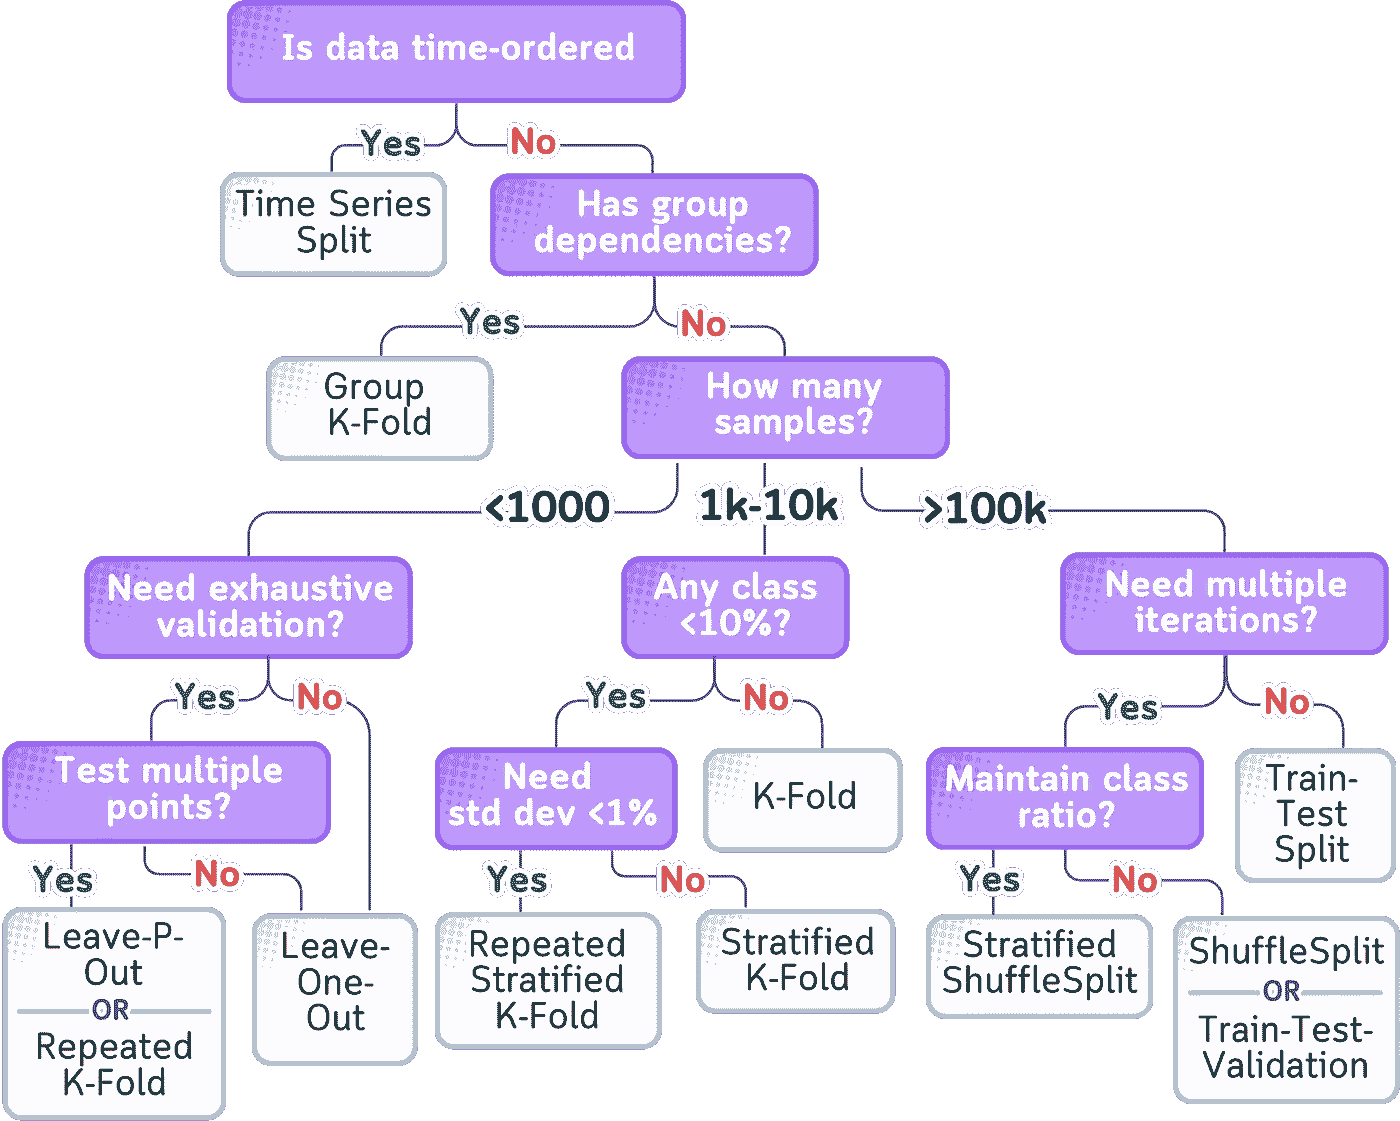 Is data time-ordered
Yes
No
Time Series
Split
Has group
dependencies?
Yes
No
Group
K-Fold
How many
samples?
<1000
1k-10k
>100k
Need exhaustive
validation?
Any class
<10%?
Need multiple
iterations?
Yes
No
Yes
No
Yes
No
Test multiple
points?
Need
std dev <1%
K-Fold
Maintain class
ratio?
Train-
Test
Split
Yes
No
Yes
No
Yes
No
Leave-P-
Out
OR
Repeated
K-Fold
Leave-
One-
Out
Repeated
Stratified
K-Fold
Stratified
K-Fold
Stratified
ShuffleSplit
ShuffleSplit
OR
Train-Test-
Validation